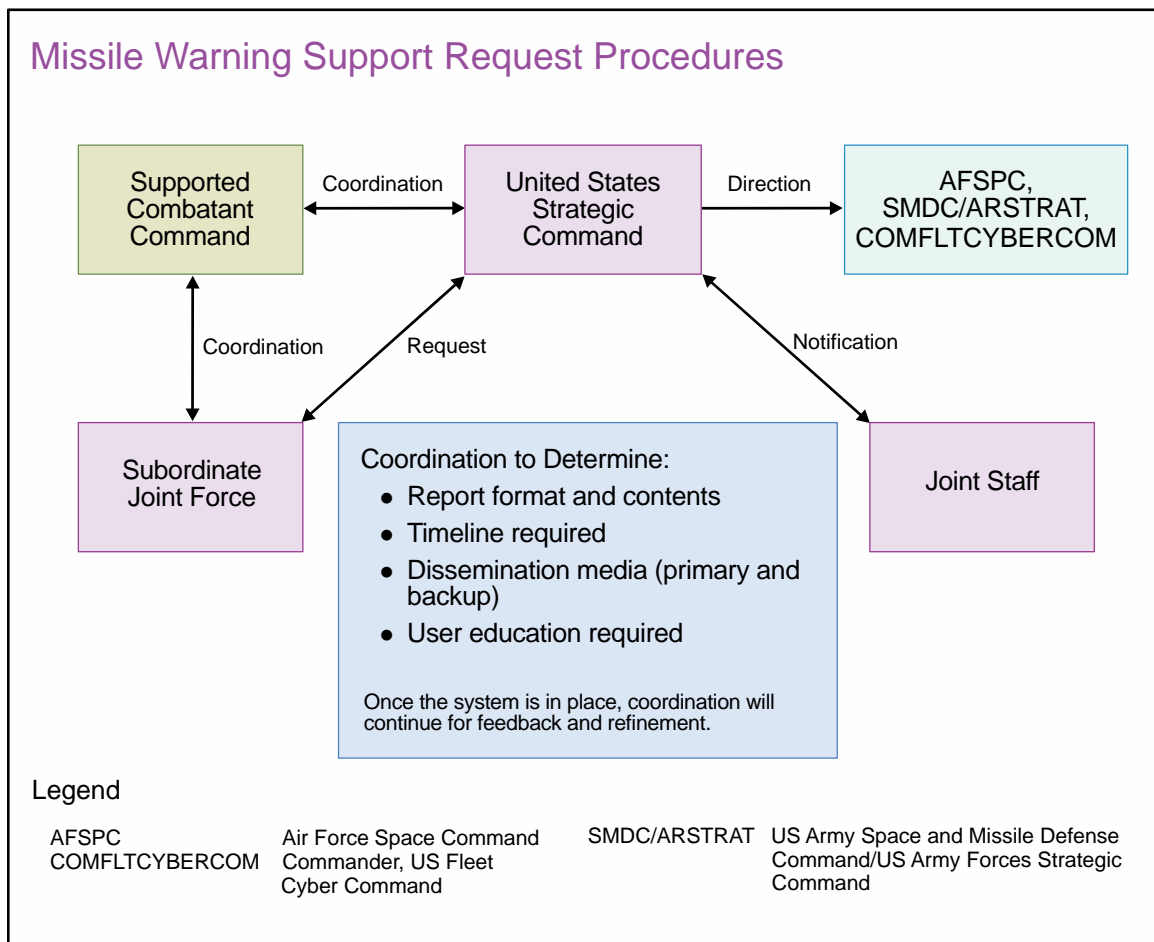 Missile Warning Support Request Procedures
Supported
Combatant
Command
Coordination
United States
Strategic
Command
Direction
AFSPC,
SMDC/ARSTRAT,
COMFLTCYBERCOM
Coordination
Request
Notification
Subordinate
Joint Force
Coordination to Determine:
● Report format and contents
● Timeline required
● Dissemination media (primary and
backup)
● User education required
Once the system is in place, coordination will
continue for feedback and refinement.
Joint Staff
Legend
AFSPC Air Force Space Command
COMFLTCYBERCOM Commander, US Fleet
Cyber Command
SMDC/ARSTRAT US Army Space and Missile Defense
Command/US Army Forces Strategic
Command